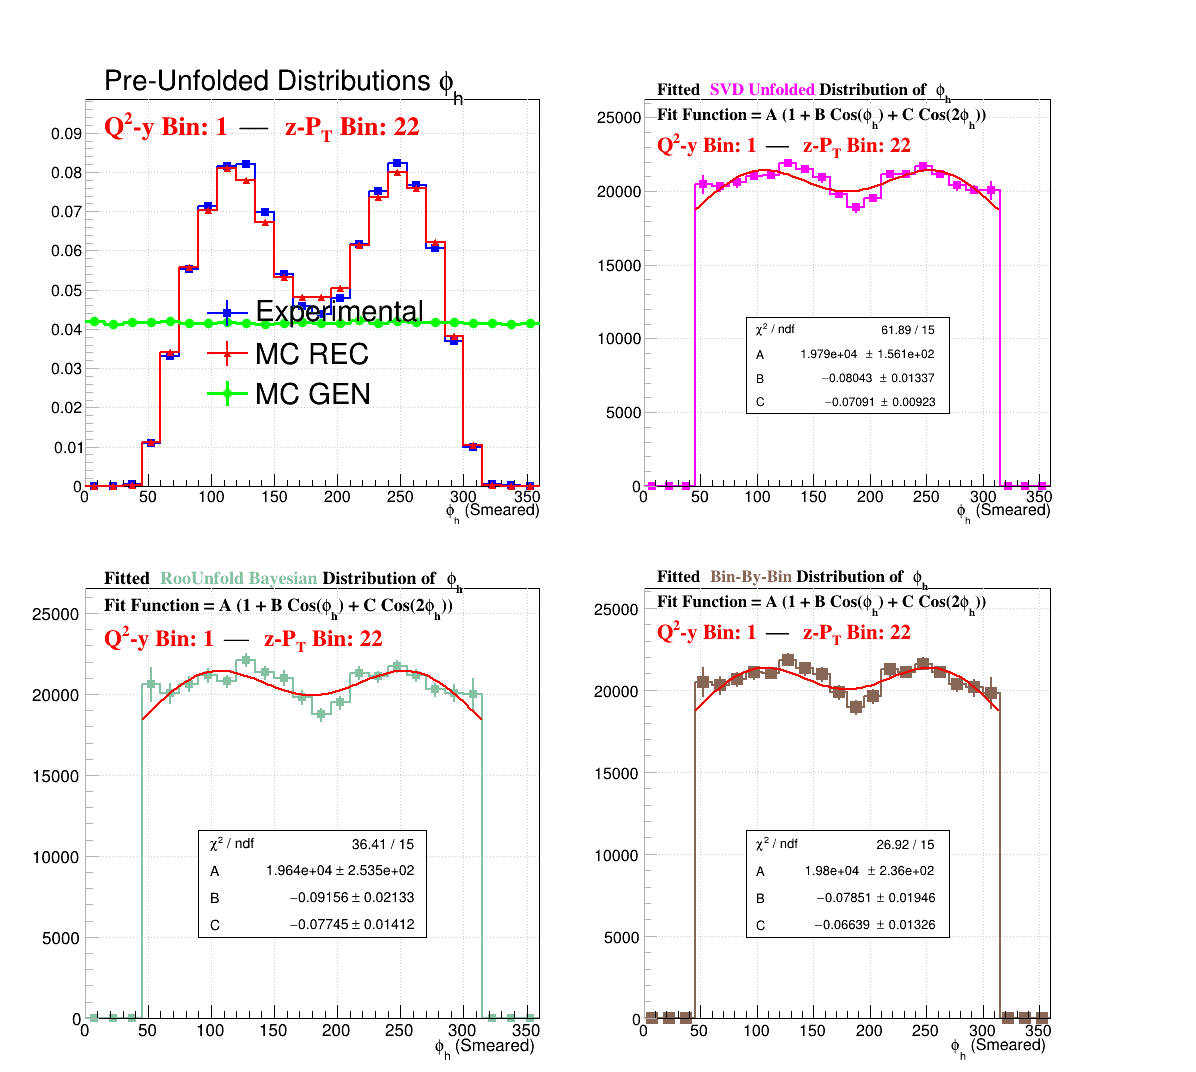 Pre-Unfolded Distributions ϕh
Q²-y Bin: 1 — z-PT Bin: 22
0.09
0.08
0.07
0.06
0.05
0.04
0.03
0.02
0.01
0
Experimental
MC REC
MC GEN
0 50 100 150 200 250 300 350
ϕh (Smeared)
Fitted SVD Unfolded Distribution of ϕh
Fit Function = A (1 + B Cos(ϕh) + C Cos(2ϕh))
Q²-y Bin: 1 — z-PT Bin: 22
25000
20000
15000
10000
5000
0
χ² / ndf 61.89 / 15
A 1.979e+04 ± 1.561e+02
B −0.08043 ± 0.01337
C −0.07091 ± 0.00923
0 50 100 150 200 250 300 350
ϕh (Smeared)
Fitted RooUnfold Bayesian Distribution of ϕh
Fit Function = A (1 + B Cos(ϕh) + C Cos(2ϕh))
Q²-y Bin: 1 — z-PT Bin: 22
25000
20000
15000
10000
5000
0
χ² / ndf 36.41 / 15
A 1.964e+04 ± 2.535e+02
B −0.09156 ± 0.02133
C −0.07745 ± 0.01412
0 50 100 150 200 250 300 350
ϕh (Smeared)
Fitted Bin-By-Bin Distribution of ϕh
Fit Function = A (1 + B Cos(ϕh) + C Cos(2ϕh))
Q²-y Bin: 1 — z-PT Bin: 22
25000
20000
15000
10000
5000
0
χ² / ndf 26.92 / 15
A 1.98e+04 ± 2.36e+02
B −0.07851 ± 0.01946
C −0.06639 ± 0.01326
0 50 100 150 200 250 300 350
ϕh (Smeared)